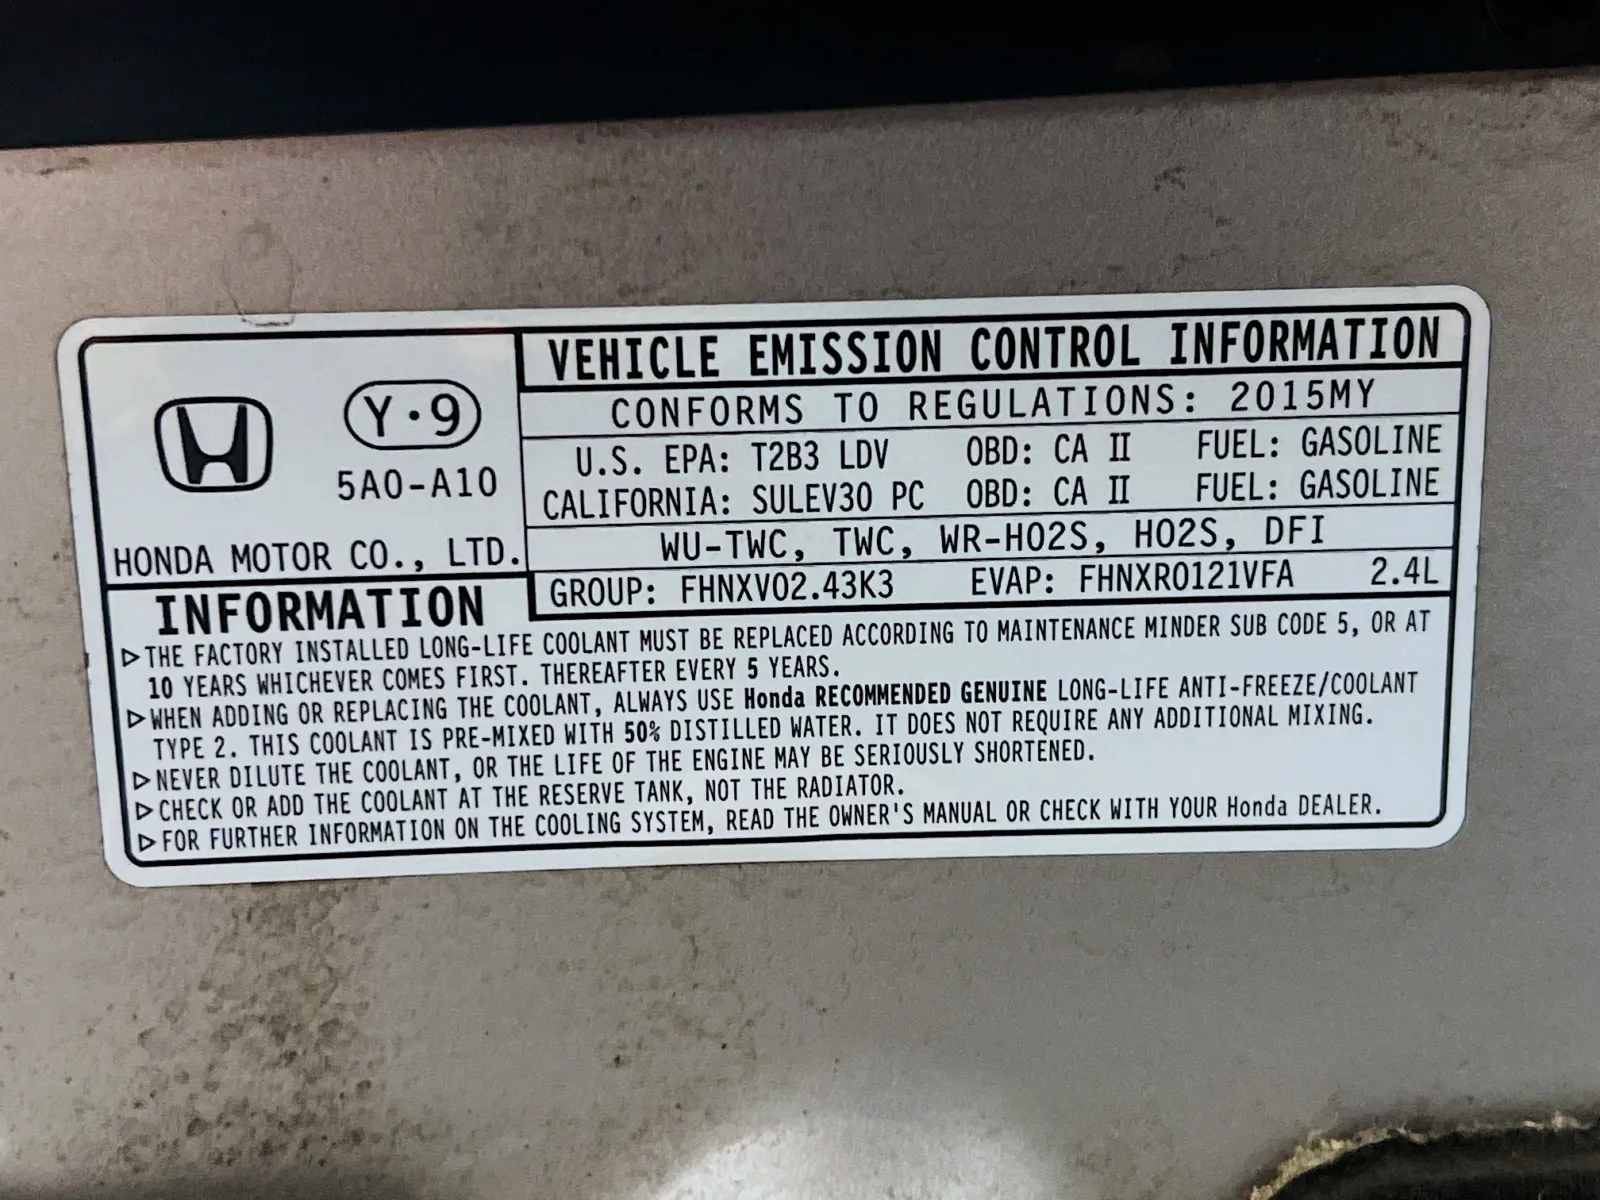 VEHICLE EMISSION CONTROL INFORMATION
CONFORMS TO REGULATIONS: 2015MY
U.S. EPA: T2B3 LDV OBD: CA II FUEL: GASOLINE
CALIFORNIA: SULEV30 PC OBD: CA II FUEL: GASOLINE
WU-TWC, TWC, WR-HO2S, HO2S, DFI
GROUP: FHNXV02.43K3 EVAP: FHNXR0121VFA 2.4L
Y·9
5A0-A10
HONDA MOTOR CO., LTD.
INFORMATION
▷THE FACTORY INSTALLED LONG-LIFE COOLANT MUST BE REPLACED ACCORDING TO MAINTENANCE MINDER SUB CODE 5, OR AT
10 YEARS WHICHEVER COMES FIRST. THEREAFTER EVERY 5 YEARS.
▷WHEN ADDING OR REPLACING THE COOLANT, ALWAYS USE Honda RECOMMENDED GENUINE LONG-LIFE ANTI-FREEZE/COOLANT
TYPE 2. THIS COOLANT IS PRE-MIXED WITH 50% DISTILLED WATER. IT DOES NOT REQUIRE ANY ADDITIONAL MIXING.
▷NEVER DILUTE THE COOLANT, OR THE LIFE OF THE ENGINE MAY BE SERIOUSLY SHORTENED.
▷CHECK OR ADD THE COOLANT AT THE RESERVE TANK, NOT THE RADIATOR.
▷FOR FURTHER INFORMATION ON THE COOLING SYSTEM, READ THE OWNER'S MANUAL OR CHECK WITH YOUR Honda DEALER.